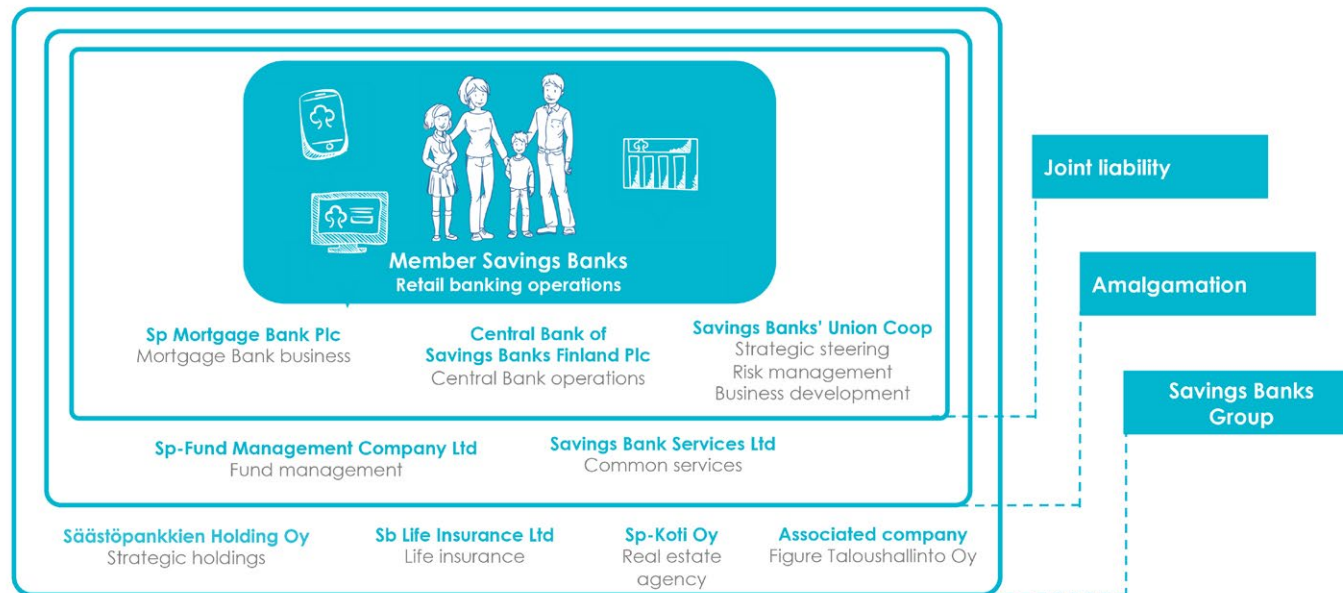 Member Savings Banks
Retail banking operations
Joint liability
Amalgamation
Savings Banks
Group
Sp Mortgage Bank Plc
Mortgage Bank business
Central Bank of
Savings Banks Finland Plc
Central Bank operations
Savings Banks' Union Coop
Strategic steering
Risk management
Business development
Sp-Fund Management Company Ltd
Fund management
Savings Bank Services Ltd
Common services
Säästöpankkien Holding Oy
Strategic holdings
Sb Life Insurance Ltd
Life insurance
Sp-Koti Oy
Real estate
agency
Associated company
Figure Taloushallinto Oy